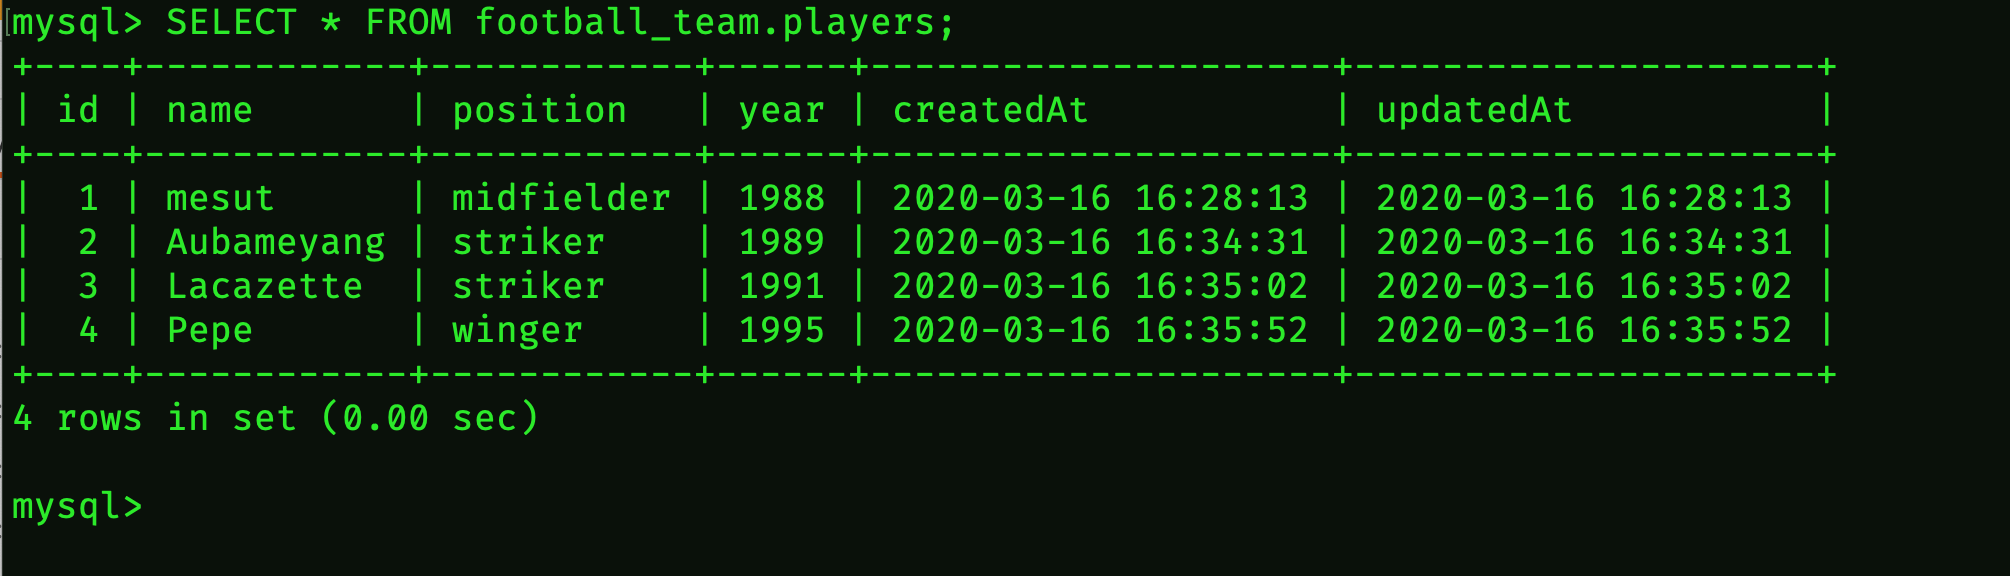 mysql> SELECT * FROM football_team.players;
+----+------------+------------+------+---------------------+---------------------+
| id | name       | position   | year | createdAt           | updatedAt           |
+----+------------+------------+------+---------------------+---------------------+
|  1 | mesut      | midfielder | 1988 | 2020-03-16 16:28:13 | 2020-03-16 16:28:13 |
|  2 | Aubameyang | striker    | 1989 | 2020-03-16 16:34:31 | 2020-03-16 16:34:31 |
|  3 | Lacazette  | striker    | 1991 | 2020-03-16 16:35:02 | 2020-03-16 16:35:02 |
|  4 | Pepe       | winger     | 1995 | 2020-03-16 16:35:52 | 2020-03-16 16:35:52 |
+----+------------+------------+------+---------------------+---------------------+
4 rows in set (0.00 sec)
mysql>